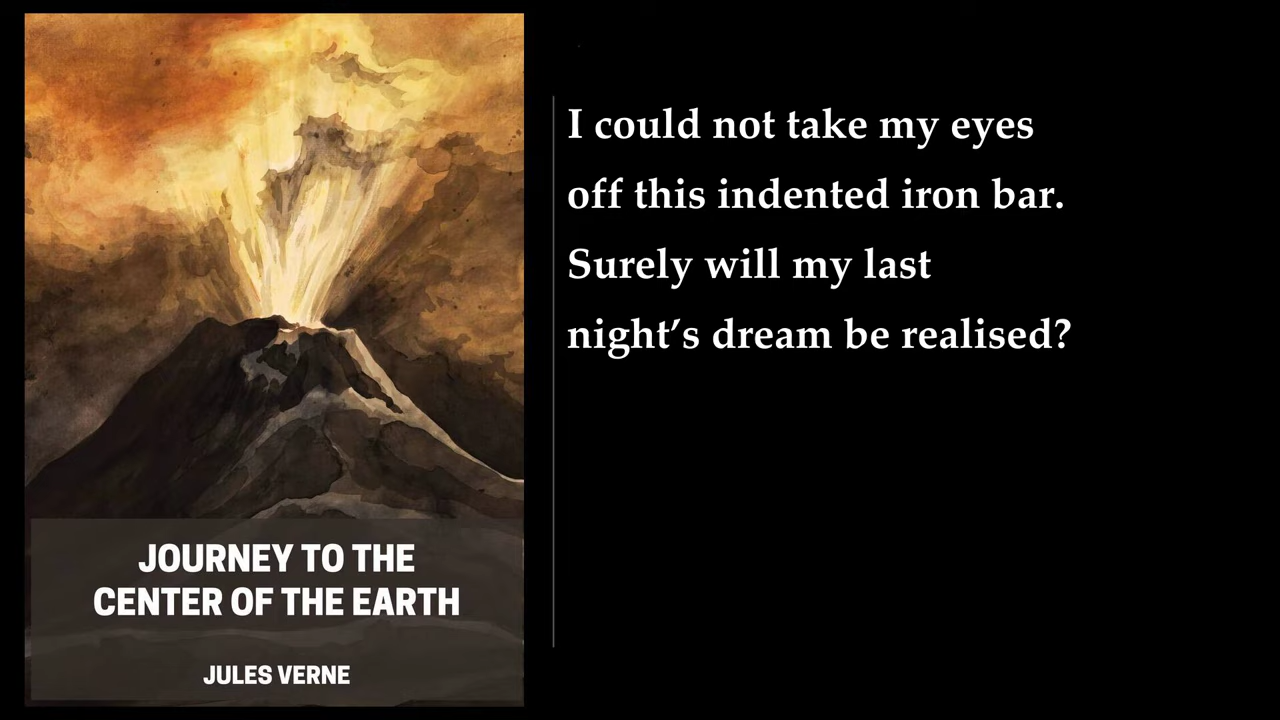 I could not take my eyes
off this indented iron bar.
Surely will my last
night’s dream be realised?
JOURNEY TO THE
CENTER OF THE EARTH
JULES VERNE